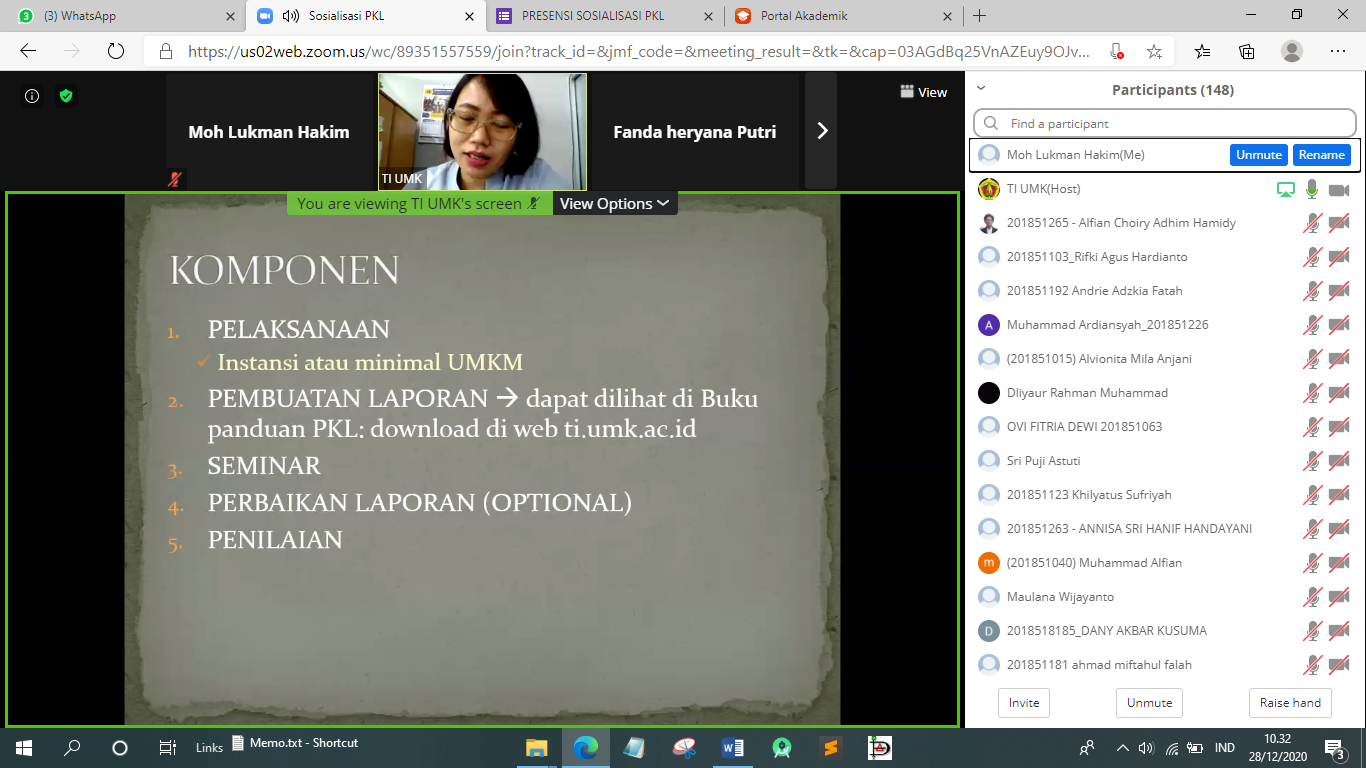 (3) WhatsApp
Sosialisasi PKL
PRESENSI SOSIALISASI PKL
Portal Akademik
https://us02web.zoom.us/wc/89351557559/join?track_id=&jmf_code=&meeting_result=&tk=&cap=03AGdBq25VnAZEuy9OJv...
Moh Lukman Hakim
TI UMK
Fanda heryana Putri
View
You are viewing TI UMK's screen
View Options
KOMPONEN
1. PELAKSANAAN
✓ Instansi atau minimal UMKM
2. PEMBUATAN LAPORAN → dapat dilihat di Buku
panduan PKL: download di web ti.umk.ac.id
3. SEMINAR
4. PERBAIKAN LAPORAN (OPTIONAL)
5. PENILAIAN
Participants (148)
Find a participant
Moh Lukman Hakim(Me) Unmute Rename
TI UMK(Host)
201851265 - Alfian Choiry Adhim Hamidy
201851103_Rifki Agus Hardianto
201851192 Andrie Adzkia Fatah
A Muhammad Ardiansyah_201851226
(201851015) Alvionita Mila Anjani
Dliyaur Rahman Muhammad
OVI FITRIA DEWI 201851063
Sri Puji Astuti
201851123 Khilyatus Sufriyah
201851263 - ANNISA SRI HANIF HANDAYANI
m (201851040) Muhammad Alfian
Maulana Wijayanto
D 2018518185_DANY AKBAR KUSUMA
201851181 ahmad miftahul falah
Invite Unmute Raise hand
Links Memo.txt - Shortcut
IND
10.32
28/12/2020
3